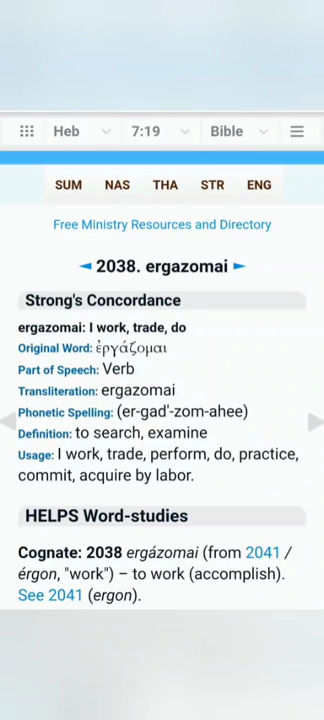 Heb 7:19 Bible
SUM NAS THA STR ENG
Free Ministry Resources and Directory
◄ 2038. ergazomai ►
Strong's Concordance
ergazomai: I work, trade, do
Original Word: ἐργάζομαι
Part of Speech: Verb
Transliteration: ergazomai
Phonetic Spelling: (er-gad'-zom-ahee)
Definition: to search, examine
Usage: I work, trade, perform, do, practice,
commit, acquire by labor.
HELPS Word-studies
Cognate: 2038 ergázomai (from 2041 /
érgon, "work") – to work (accomplish).
See 2041 (ergon).